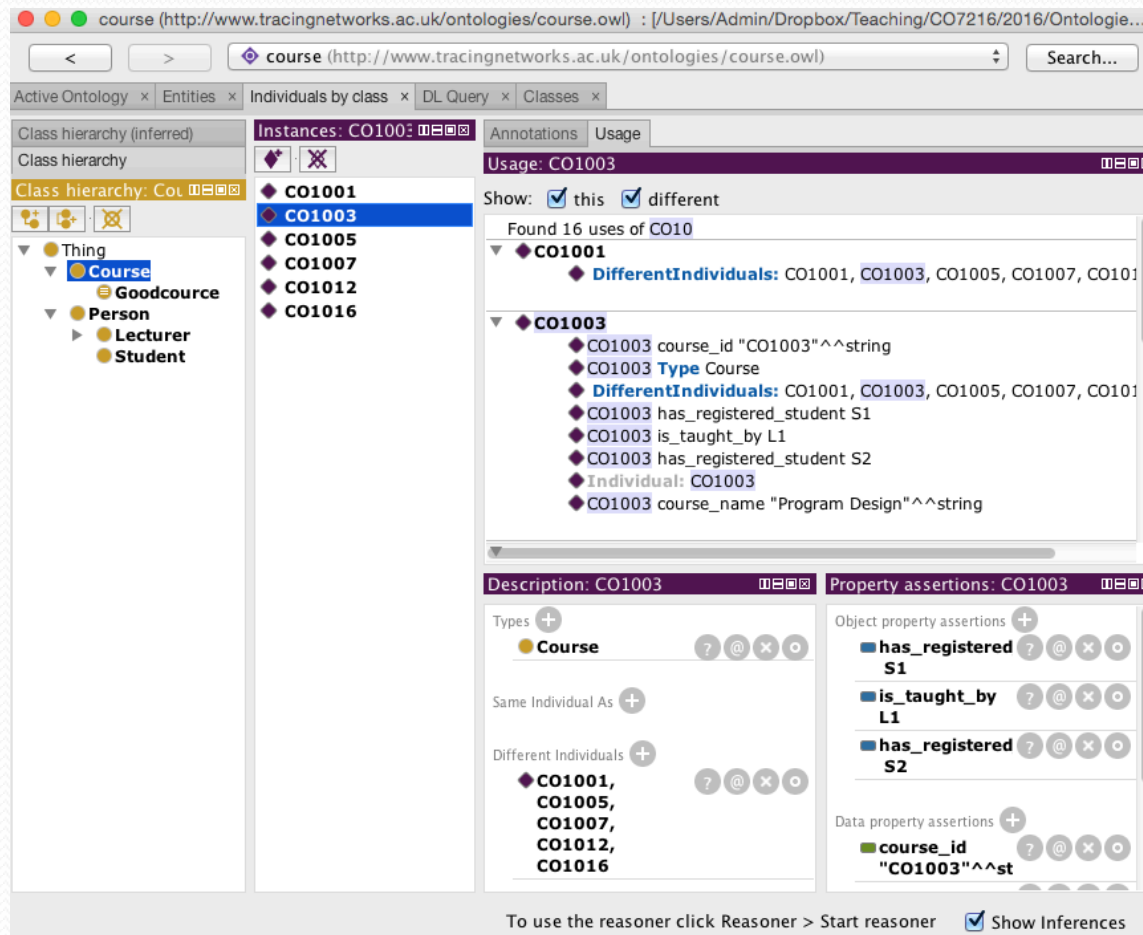 course (http://www.tracingnetworks.ac.uk/ontologies/course.owl) : [/Users/Admin/Dropbox/Teaching/CO7216/2016/Ontologie...
< > course (http://www.tracingnetworks.ac.uk/ontologies/course.owl) Search...
Active Ontology × Entities × Individuals by class × DL Query × Classes ×
Class hierarchy (inferred)
Class hierarchy
Class hierarchy: Cou
Thing
Course
Goodcource
Person
Lecturer
Student
Instances: CO1003
CO1001
CO1003
CO1005
CO1007
CO1012
CO1016
Annotations Usage
Usage: CO1003
Show: this different
Found 16 uses of CO10
CO1001
DifferentIndividuals: CO1001, CO1003, CO1005, CO1007, CO101
CO1003
CO1003 course_id "CO1003"^^string
CO1003 Type Course
DifferentIndividuals: CO1001, CO1003, CO1005, CO1007, CO101
CO1003 has_registered_student S1
CO1003 is_taught_by L1
CO1003 has_registered_student S2
Individual: CO1003
CO1003 course_name "Program Design"^^string
Description: CO1003
Types
Course
Same Individual As
Different Individuals
CO1001,
CO1005,
CO1007,
CO1012,
CO1016
Property assertions: CO1003
Object property assertions
has_registered
S1
is_taught_by
L1
has_registered
S2
Data property assertions
course_id
"CO1003"^^st
To use the reasoner click Reasoner > Start reasoner Show Inferences